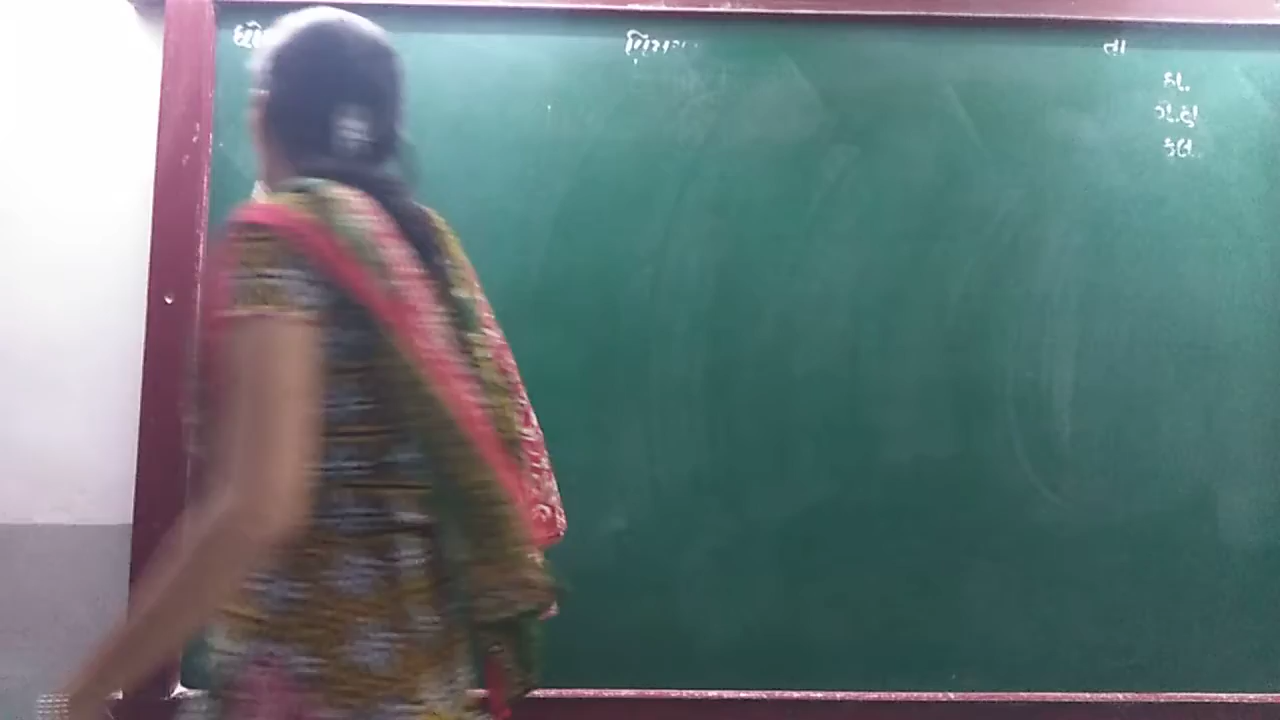 ધો
વિષય:
તા
હા.
ગે.હા
કુલ